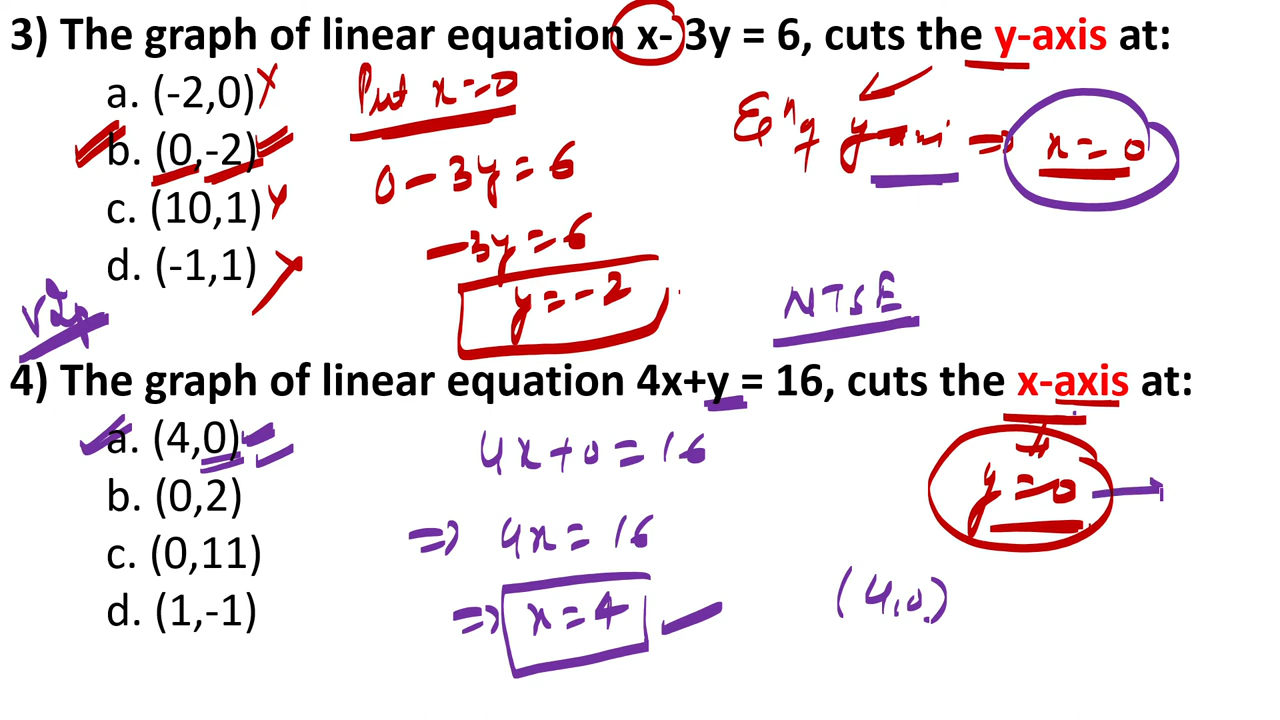 3) The graph of linear equation x- 3y = 6, cuts the y-axis at:
a. (-2,0)
b. (0,-2)
c. (10,1)
d. (-1,1)
Put x=0
0-3y=6
-3y=6
y=-2
Eqn y-axis ⇒ x=0
NTSE
4) The graph of linear equation 4x+y = 16, cuts the x-axis at:
a. (4,0)
b. (0,2)
c. (0,11)
d. (1,-1)
4x+0=16
⇒ 4x=16
⇒ x=4
y=0
(4,0)